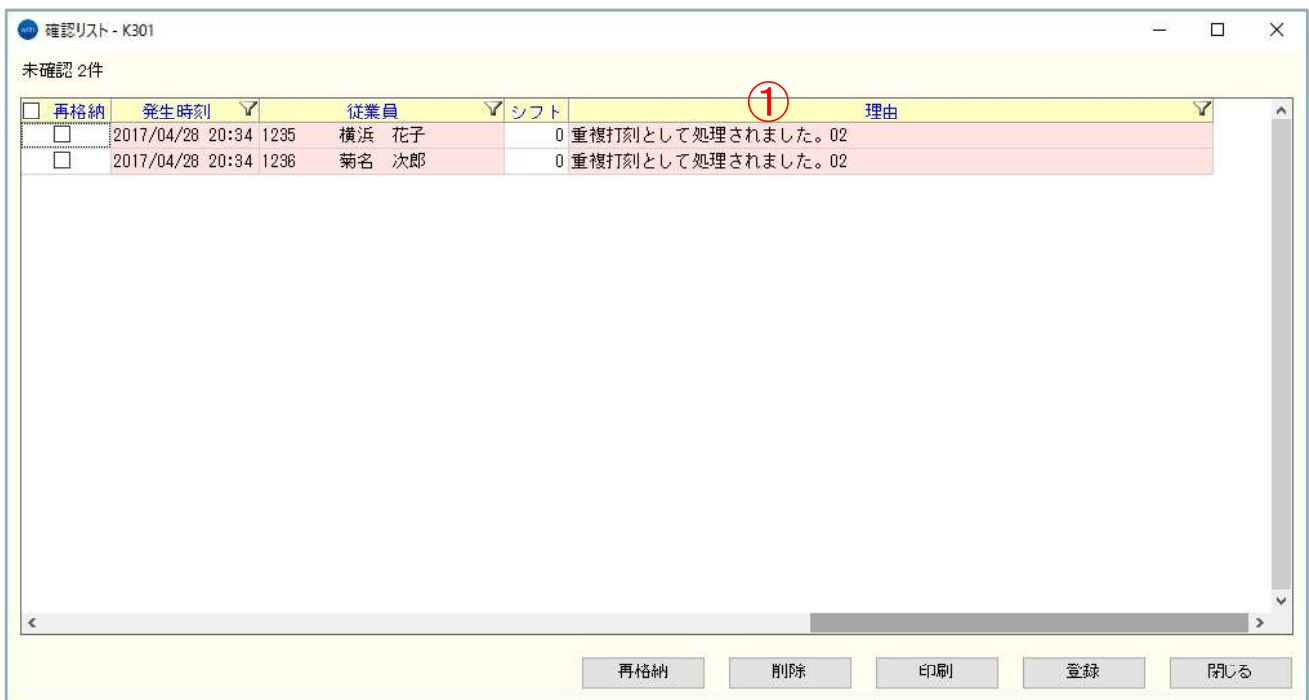 確認リスト - K301
未確認 2件
①
再格納 発生時刻 従業員 シフト 理由
2017/04/28 20:34 1235 横浜 花子 0 重複打刻として処理されました。02
2017/04/28 20:34 1236 菊名 次郎 0 重複打刻として処理されました。02
再格納 削除 印刷 登録 閉じる